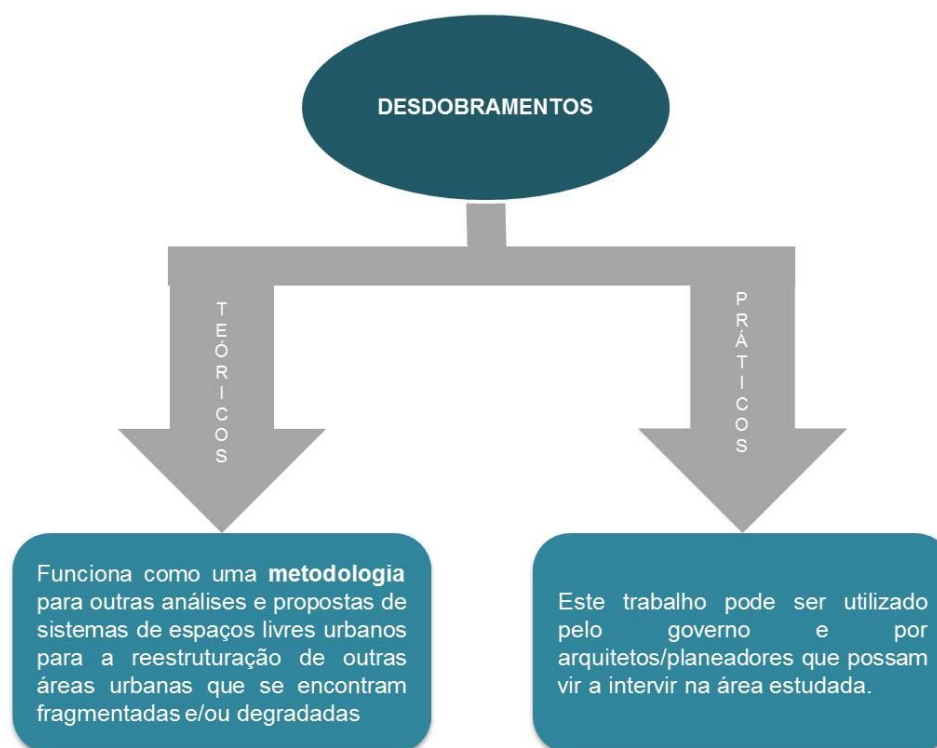 DESDOBRAMENTOS
TEÓRICOS
PRÁTICOS
Funciona como uma metodologia
para outras análises e propostas de
sistemas de espaços livres urbanos
para a reestruturação de outras
áreas urbanas que se encontram
fragmentadas e/ou degradadas
Este trabalho pode ser utilizado
pelo governo e por
arquitetos/planeadores que possam
vir a intervir na área estudada.